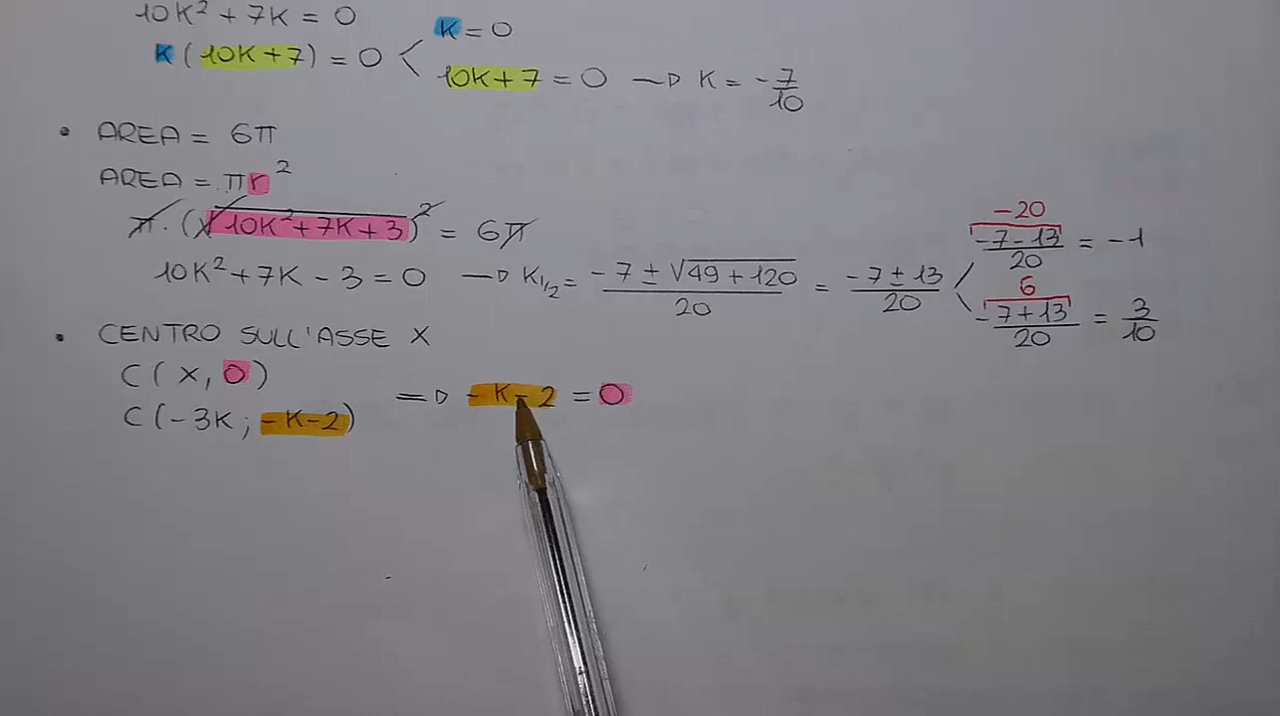 10K² + 7K = 0
K (10K + 7) = 0 < K = 0
10K + 7 = 0 → K = -7/10
• AREA = 6π
AREA = πr²
π · (√10K² + 7K + 3)² = 6π
10K² + 7K - 3 = 0 → K₁/₂ = (-7 ± √49 + 120)/20 = (-7 ± 13)/20
-20
(-7 - 13)/20 = -1
6
(-7 + 13)/20 = 3/10
• CENTRO SULL'ASSE X
C (X, 0)
C (-3K ; -K-2) ⇒ -K-2 = 0